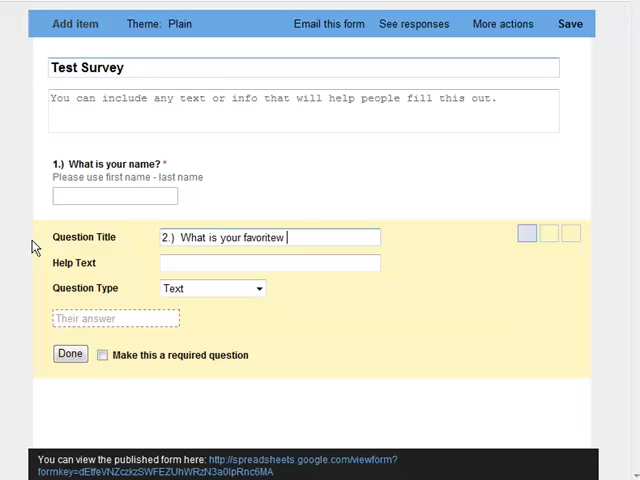 Add item Theme: Plain Email this form See responses More actions Save
Test Survey
You can include any text or info that will help people fill this out.
1.) What is your name? *
Please use first name - last name
Question Title 2.) What is your favoritew
Help Text
Question Type Text
Their answer
Done Make this a required question
You can view the published form here: http://spreadsheets.google.com/viewform?
formkey=dEtfeVNZczkzSWFEZUhWRzN3a0lpRnc6MA